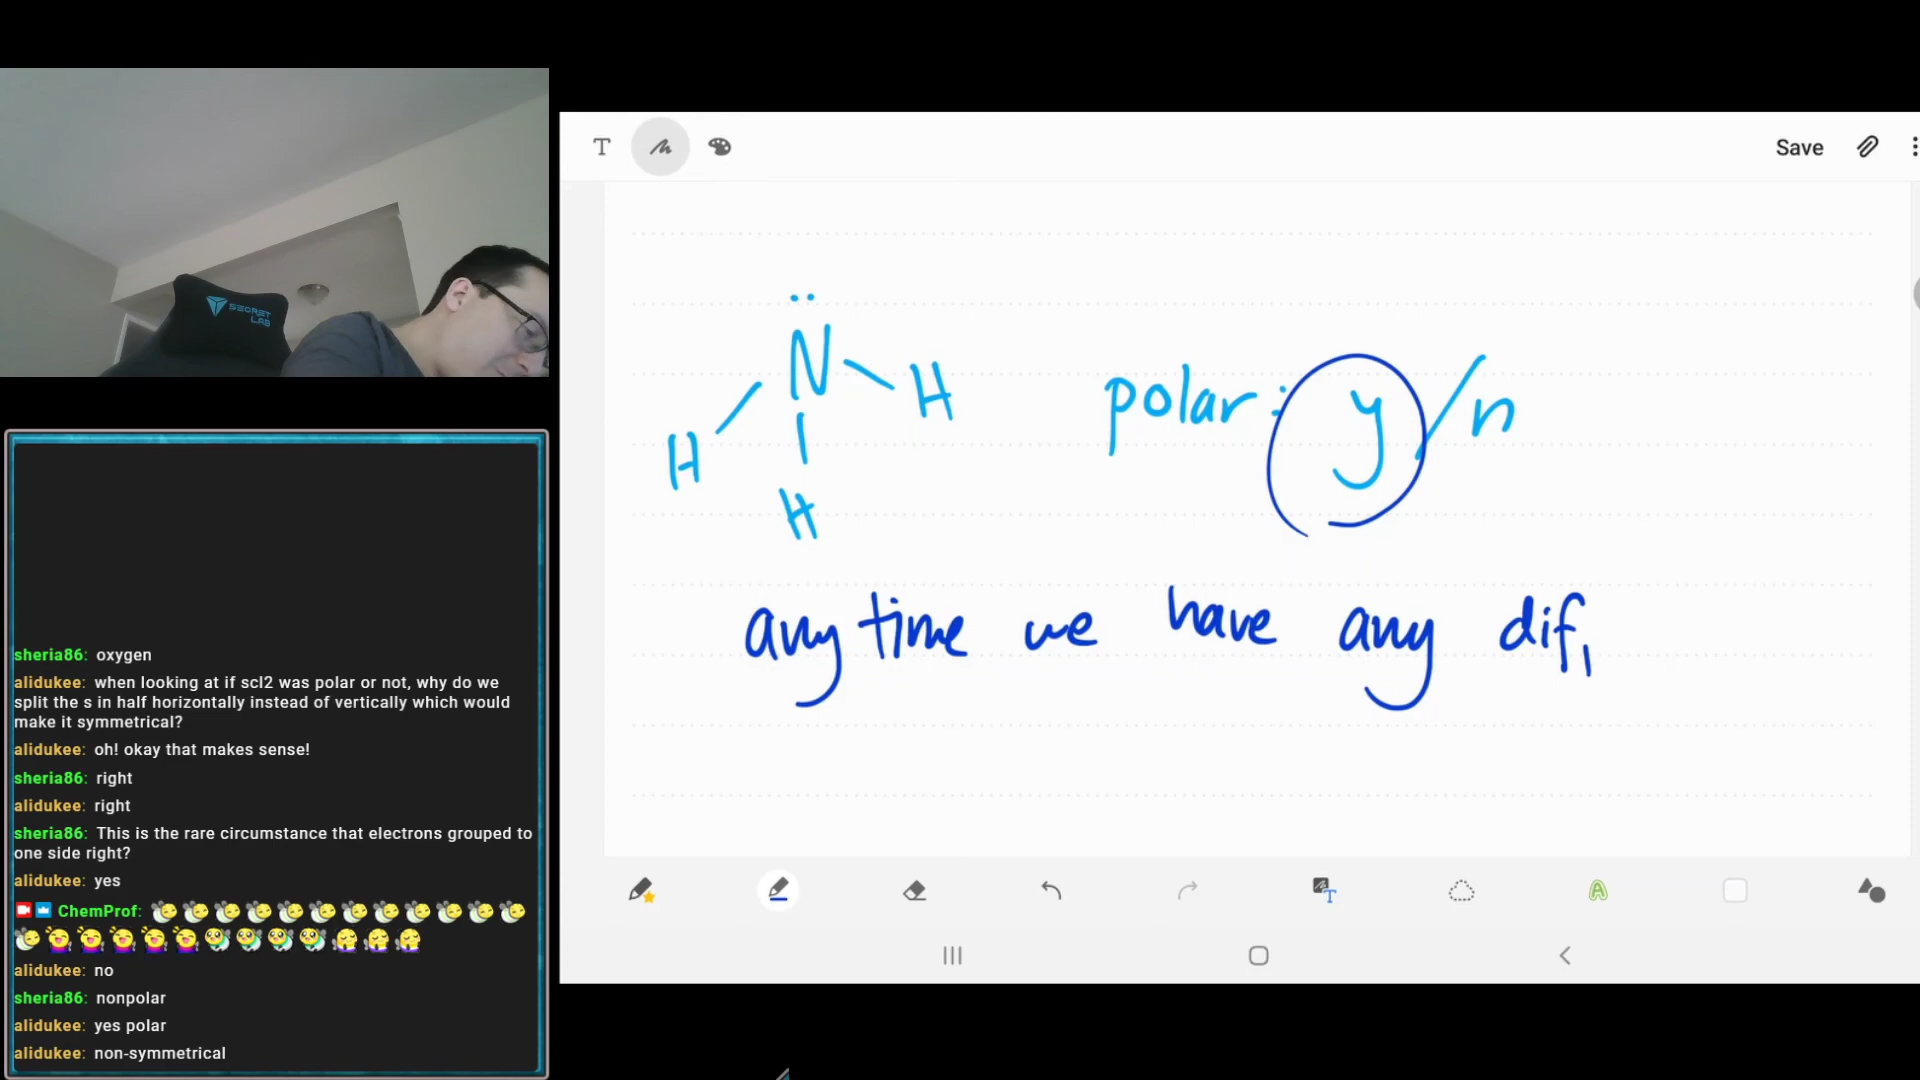 T
Save
SECRET
LAB
N
H
H
H
polar: y/n
anytime we have any dif
sheria86: oxygen
alidukee: when looking at if scl2 was polar or not, why do we
split the s in half horizontally instead of vertically which would
make it symmetrical?
alidukee: oh! okay that makes sense!
sheria86: right
alidukee: right
sheria86: This is the rare circumstance that electrons grouped to
one side right?
alidukee: yes
ChemProf:
alidukee: no
sheria86: nonpolar
alidukee: yes polar
alidukee: non-symmetrical
T
A